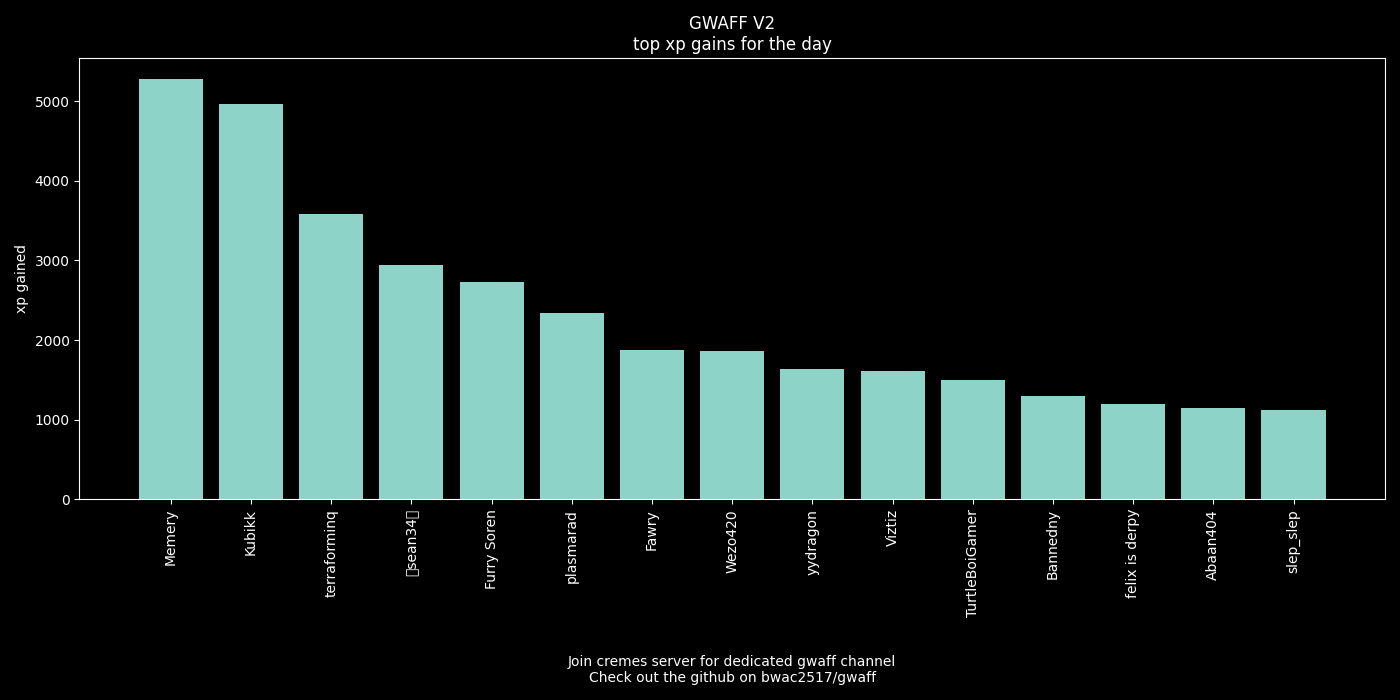 GWAFF V2
top xp gains for the day
xp gained
5000
4000
3000
2000
1000
0
Memery
Kubikk
terraforminq
sean34
Furry Soren
plasmarad
Fawry
Wezo420
yydragon
Viztiz
TurtleBoiGamer
Bannedny
felix is derpy
Abaan404
slep_slep
Join cremes server for dedicated gwaff channel
Check out the github on bwac2517/gwaff